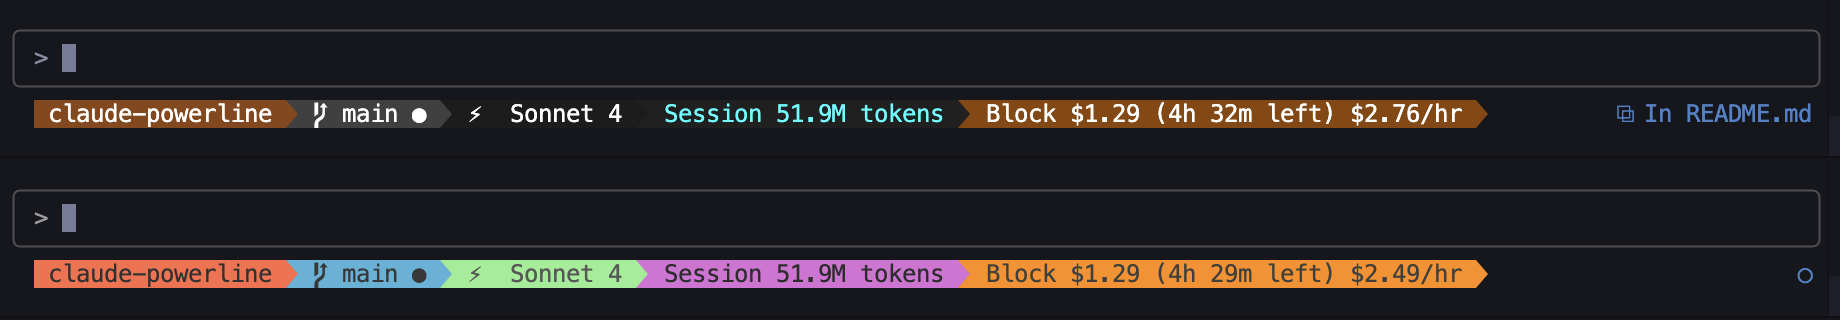 >
claude-powerline main ● ⚡ Sonnet 4 Session 51.9M tokens Block $1.29 (4h 32m left) $2.76/hr In README.md
>
claude-powerline main ● ⚡ Sonnet 4 Session 51.9M tokens Block $1.29 (4h 29m left) $2.49/hr